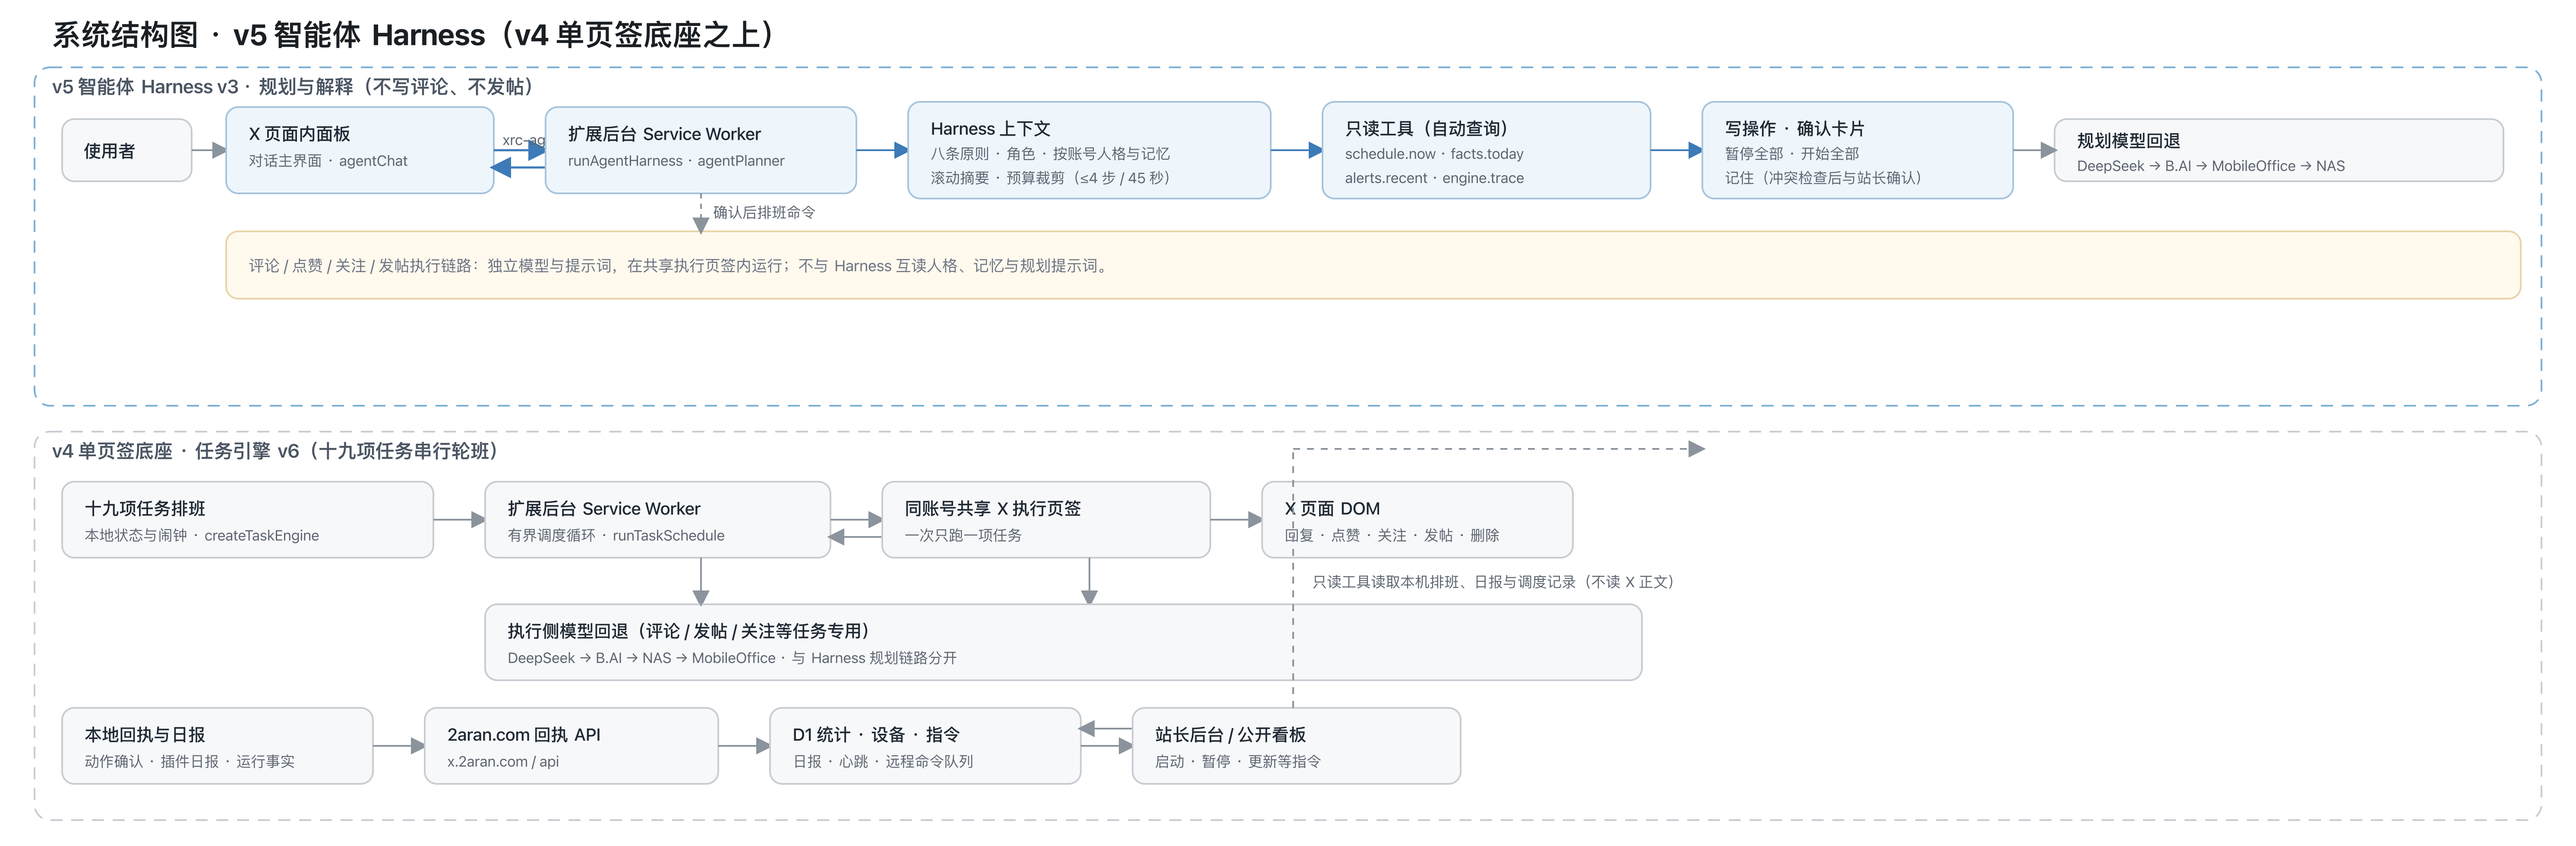 系统结构图 · v5 智能体 Harness（v4 单页签底座之上）
v5 智能体 Harness v3 · 规划与解释（不写评论、不发帖）
使用者
X 页面内面板
对话主界面 · agentChat
xrc-ag
扩展后台 Service Worker
runAgentHarness · agentPlanner
Harness 上下文
八条原则 · 角色 · 按账号人格与记忆
滚动摘要 · 预算裁剪（≤4 步 / 45 秒）
只读工具（自动查询）
schedule.now · facts.today
alerts.recent · engine.trace
写操作 · 确认卡片
暂停全部 · 开始全部
记住（冲突检查后与站长确认）
规划模型回退
DeepSeek → B.AI → MobileOffice → NAS
确认后排班命令
评论 / 点赞 / 关注 / 发帖执行链路：独立模型与提示词，在共享执行页签内运行；不与 Harness 互读人格、记忆与规划提示词。
v4 单页签底座 · 任务引擎 v6（十九项任务串行轮班）
十九项任务排班
本地状态与闹钟 · createTaskEngine
扩展后台 Service Worker
有界调度循环 · runTaskSchedule
同账号共享 X 执行页签
一次只跑一项任务
X 页面 DOM
回复 · 点赞 · 关注 · 发帖 · 删除
只读工具读取本机排班、日报与调度记录（不读 X 正文）
执行侧模型回退（评论 / 发帖 / 关注等任务专用）
DeepSeek → B.AI → NAS → MobileOffice · 与 Harness 规划链路分开
本地回执与日报
动作确认 · 插件日报 · 运行事实
2aran.com 回执 API
x.2aran.com / api
D1 统计 · 设备 · 指令
日报 · 心跳 · 远程命令队列
站长后台 / 公开看板
启动 · 暂停 · 更新等指令